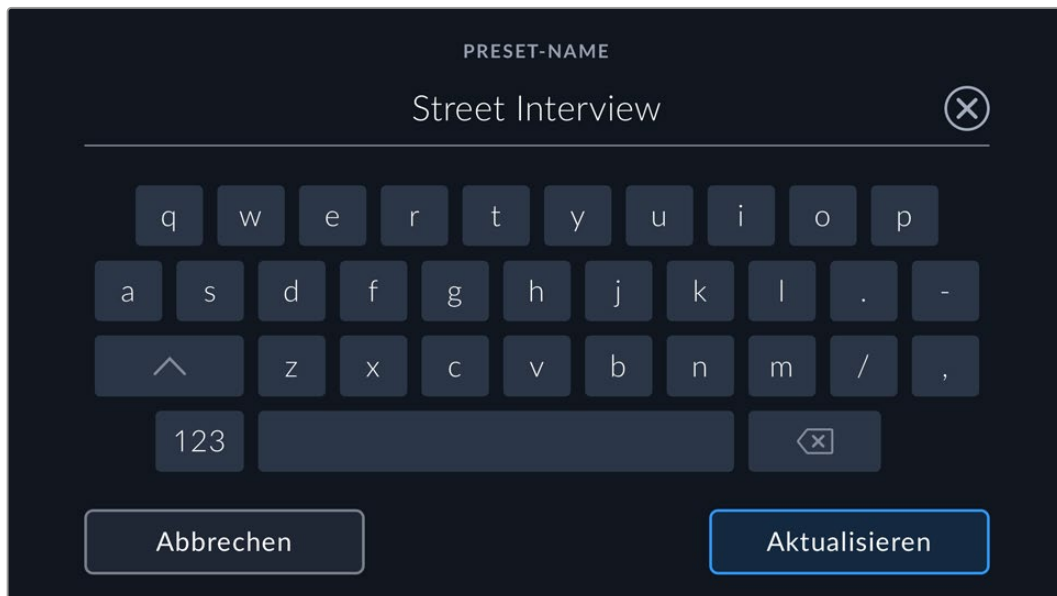 PRESET-NAME
Street Interview
q w e r t y u i o p
a s d f g h j k l . -
z x c v b n m / ,
123
Abbrechen Aktualisieren